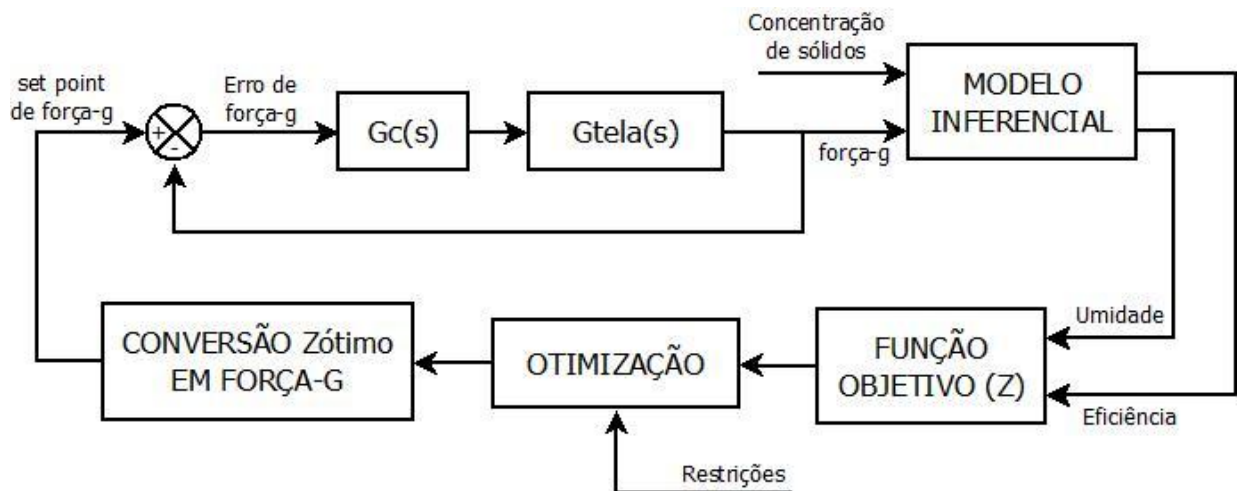 set point
de força-g
+
-
Erro de
força-g
Gc(s)
Gtela(s)
força-g
Concentração
de sólidos
MODELO
INFERENCIAL
Umidade
Eficiência
FUNÇÃO
OBJETIVO (Z)
OTIMIZAÇÃO
Restrições
CONVERSÃO Zótimo
EM FORÇA-G